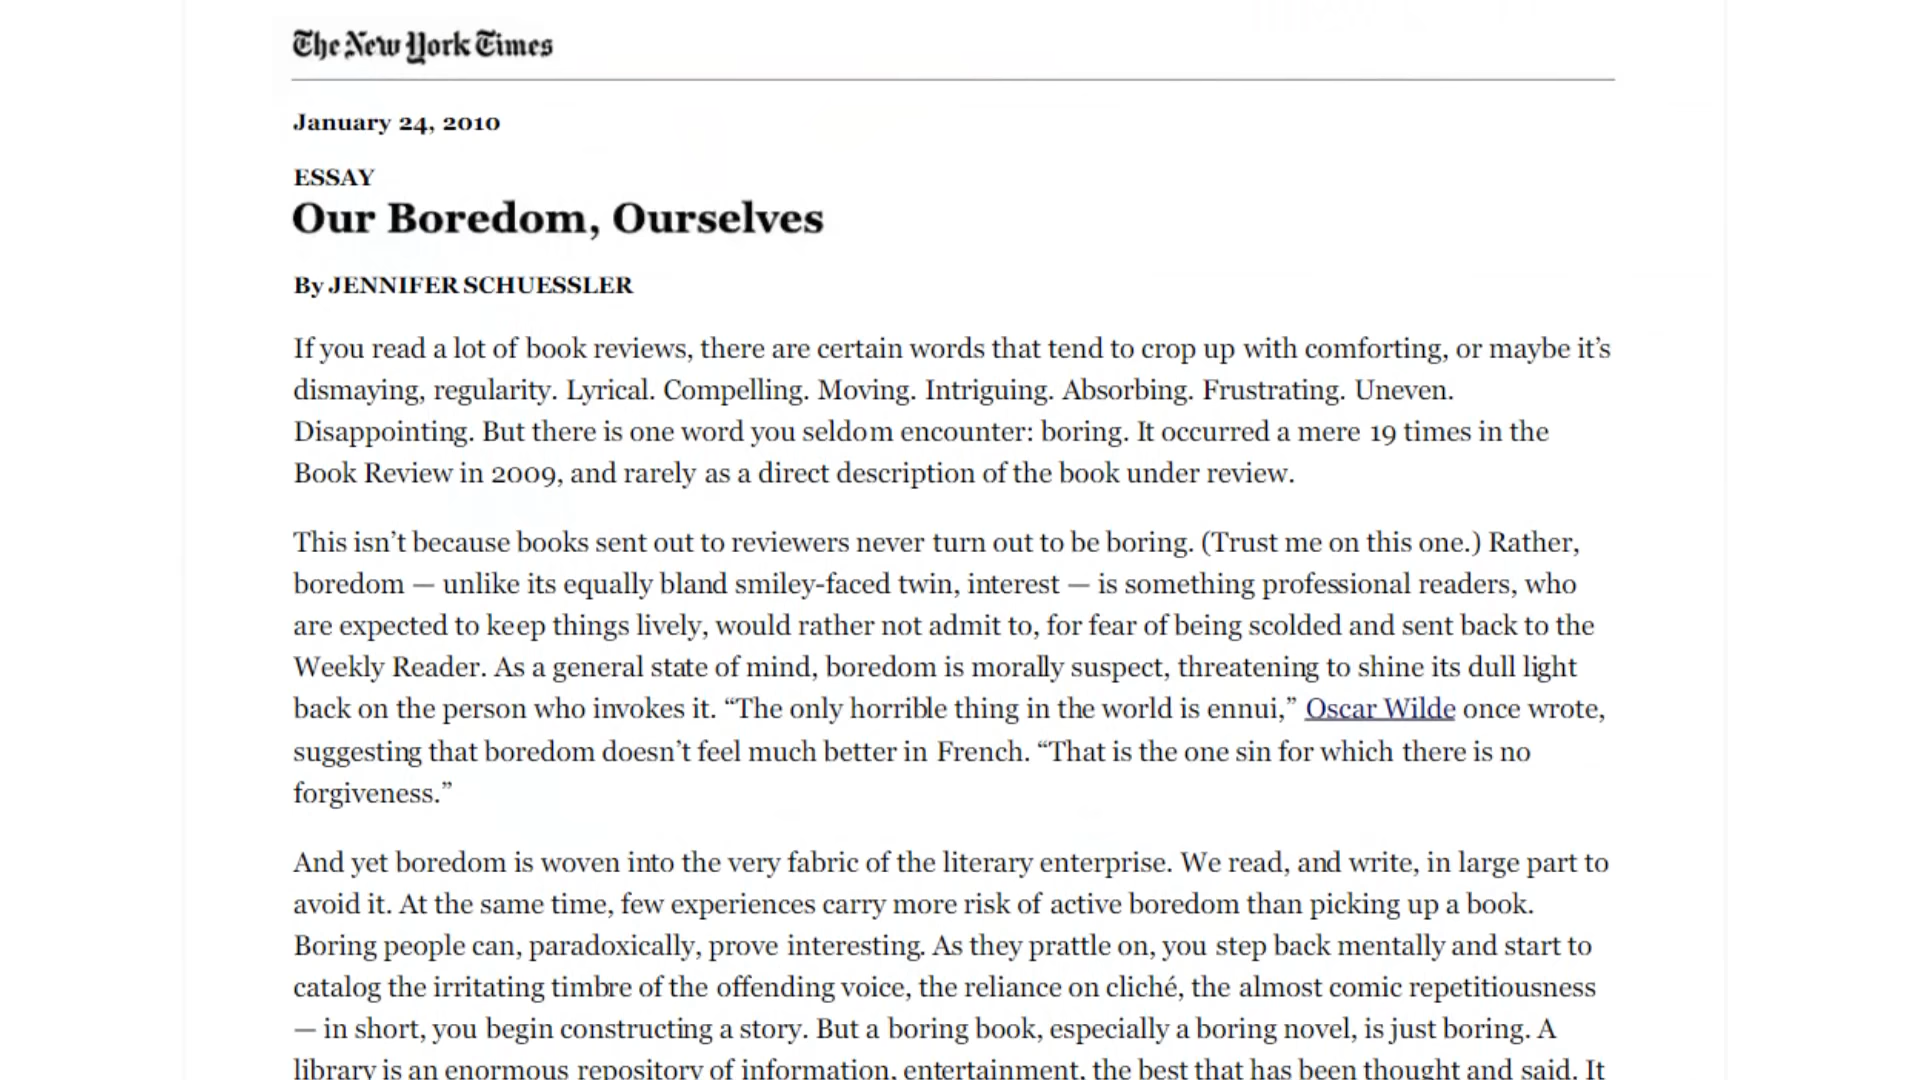 The New York Times
January 24, 2010
ESSAY
Our Boredom, Ourselves
By JENNIFER SCHUESSLER
If you read a lot of book reviews, there are certain words that tend to crop up with comforting, or maybe it’s
dismaying, regularity. Lyrical. Compelling. Moving. Intriguing. Absorbing. Frustrating. Uneven.
Disappointing. But there is one word you seldom encounter: boring. It occurred a mere 19 times in the
Book Review in 2009, and rarely as a direct description of the book under review.
This isn’t because books sent out to reviewers never turn out to be boring. (Trust me on this one.) Rather,
boredom — unlike its equally bland smiley-faced twin, interest — is something professional readers, who
are expected to keep things lively, would rather not admit to, for fear of being scolded and sent back to the
Weekly Reader. As a general state of mind, boredom is morally suspect, threatening to shine its dull light
back on the person who invokes it. “The only horrible thing in the world is ennui,” Oscar Wilde once wrote,
suggesting that boredom doesn’t feel much better in French. “That is the one sin for which there is no
forgiveness.”
And yet boredom is woven into the very fabric of the literary enterprise. We read, and write, in large part to
avoid it. At the same time, few experiences carry more risk of active boredom than picking up a book.
Boring people can, paradoxically, prove interesting. As they prattle on, you step back mentally and start to
catalog the irritating timbre of the offending voice, the reliance on cliché, the almost comic repetitiousness
— in short, you begin constructing a story. But a boring book, especially a boring novel, is just boring. A
library is an enormous repository of information, entertainment, the best that has been thought and said. It